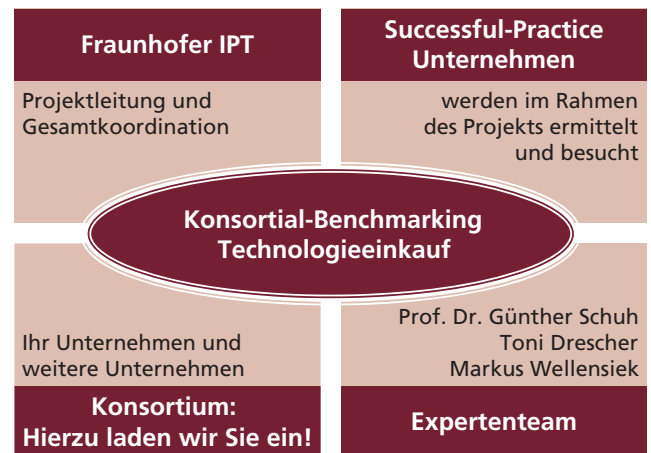 Fraunhofer IPT
Projektleitung und
Gesamtkoordination
Successful-Practice
Unternehmen
werden im Rahmen
des Projekts ermittelt
und besucht
Konsortial-Benchmarking
Technologieeinkauf
Ihr Unternehmen und
weitere Unternehmen
Konsortium:
Hierzu laden wir Sie ein!
Prof. Dr. Günther Schuh
Toni Drescher
Markus Wellensiek
Expertenteam